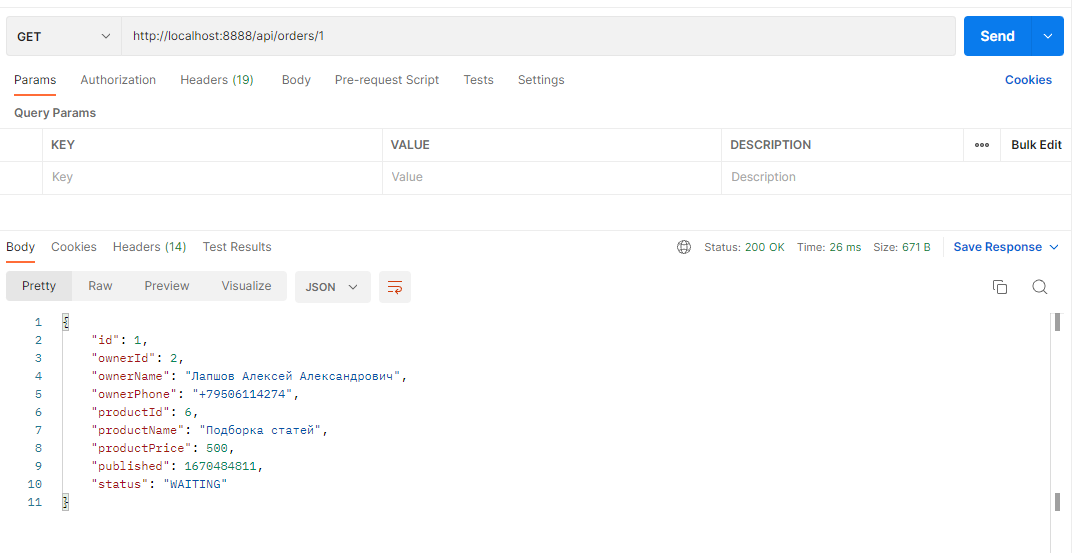 GET http://localhost:8888/api/orders/1 Send
Params Authorization Headers (19) Body Pre-request Script Tests Settings Cookies
Query Params
KEY VALUE DESCRIPTION ooo Bulk Edit
Key Value Description
Body Cookies Headers (14) Test Results Status: 200 OK Time: 26 ms Size: 671 B Save Response
Pretty Raw Preview Visualize JSON
1 {
2 "id": 1,
3 "ownerId": 2,
4 "ownerName": "Лапшов Алексей Александрович",
5 "ownerPhone": "+79506114274",
6 "productId": 6,
7 "productName": "Подборка статей",
8 "productPrice": 500,
9 "published": 1670484811,
10 "status": "WAITING"
11 }